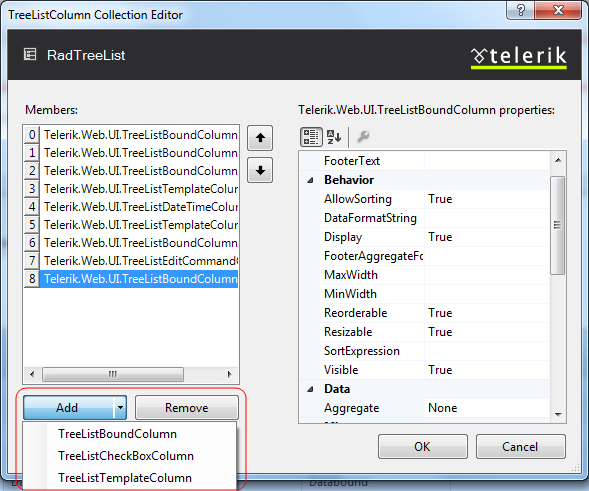 TreeListColumn Collection Editor
RadTreeList
telerik
Members:
0 Telerik.Web.UI.TreeListBoundColumn
1 Telerik.Web.UI.TreeListBoundColumn
2 Telerik.Web.UI.TreeListBoundColumn
3 Telerik.Web.UI.TreeListTemplateColur
4 Telerik.Web.UI.TreeListDateTimeColur
5 Telerik.Web.UI.TreeListTemplateColur
6 Telerik.Web.UI.TreeListBoundColumn
7 Telerik.Web.UI.TreeListEditCommand
8 Telerik.Web.UI.TreeListBoundColumn
Add
Remove
TreeListBoundColumn
TreeListCheckBoxColumn
TreeListTemplateColumn
Telerik.Web.UI.TreeListBoundColumn properties:
FooterText
Behavior
AllowSorting True
DataFormatString
Display True
FooterAggregateFo
MaxWidth
MinWidth
Reorderable True
Resizable True
SortExpression
Visible True
Data
Aggregate None
OK
Cancel
Databound